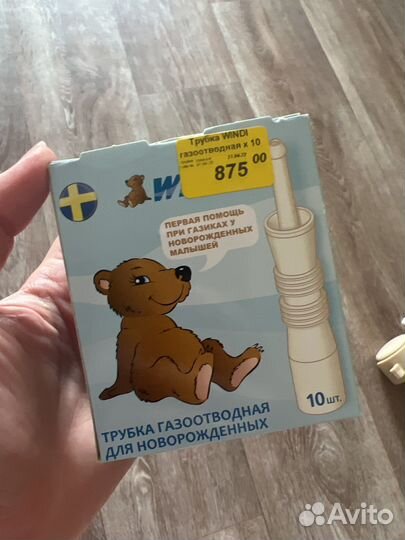 Трубка WINDI
газоотводная x 10
875 00
ПЕРВАЯ ПОМОЩЬ
ПРИ ГАЗИКАХ У
НОВОРОЖДЕННЫХ
МАЛЫШЕЙ
10 шт.
ТРУБКА ГАЗООТВОДНАЯ
ДЛЯ НОВОРОЖДЕННЫХ
Avito